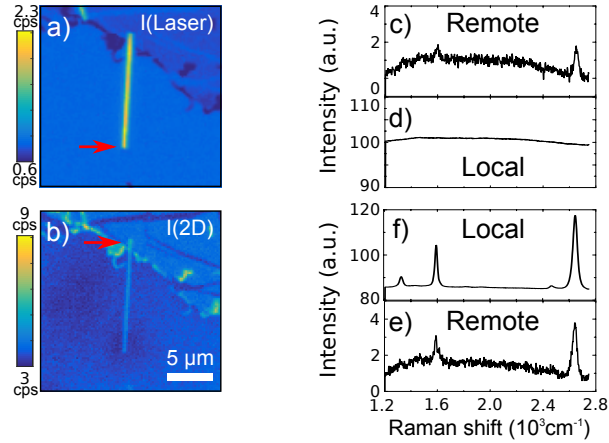 2.3
cps
0.6
cps
a)
I(Laser)
9
cps
3
cps
b)
I(2D)
5 µm
c)
Remote
4
2
0
Intensity (a.u.)
d)
Local
110
100
90
f)
Local
120
100
80
Intensity (a.u.)
e)
Remote
4
2
0
1.2 1.6 2.0 2.4 2.8
Raman shift (10³cm⁻¹)